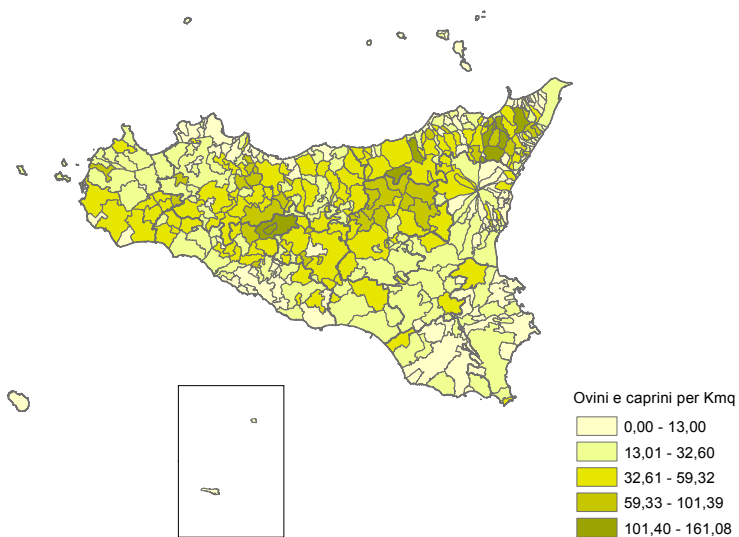 Ovini e caprini per Kmq
0,00 - 13,00
13,01 - 32,60
32,61 - 59,32
59,33 - 101,39
101,40 - 161,08